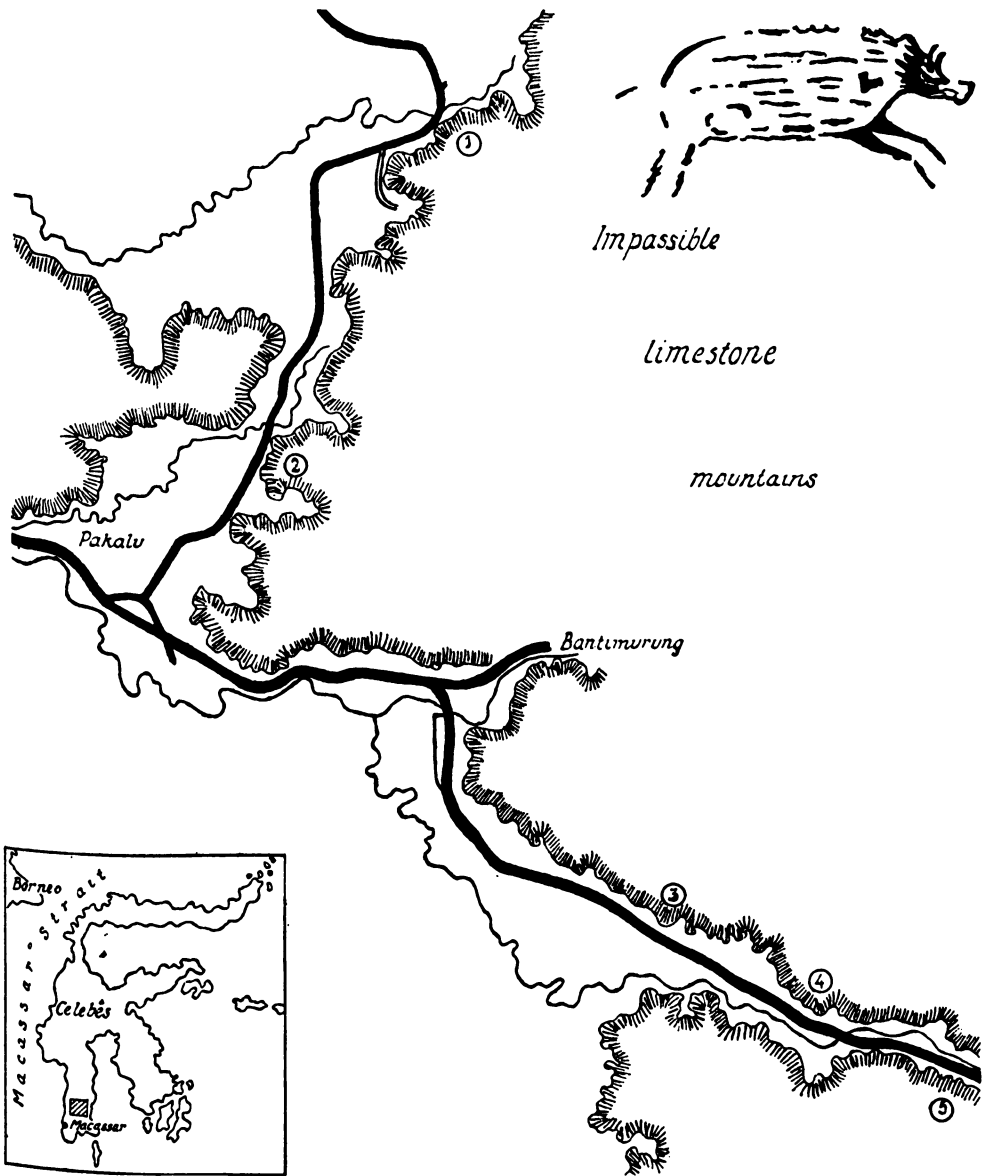 1
Impassible
limestone
2
mountains
Pakalu
Bantimurung
3
4
5
Borneo
Macassar Strait
Celebes
Macassar